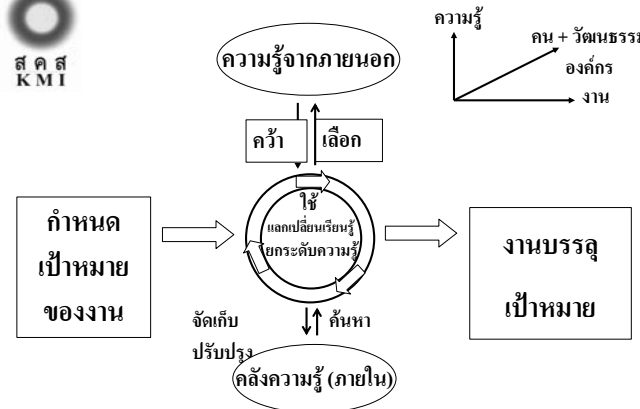 ส ค ส
K M I
ความรู้จากภายนอก
ความรู้
คน + วัฒนธรรม
องค์กร
งาน
คว้า
เลือก
กำหนด
เป้าหมาย
ของงาน
ใช้
แลกเปลี่ยนเรียนรู้
ยกระดับความรู้
งานบรรลุ
เป้าหมาย
จัดเก็บ
ปรับปรุง
ค้นหา
คลังความรู้ (ภายใน)